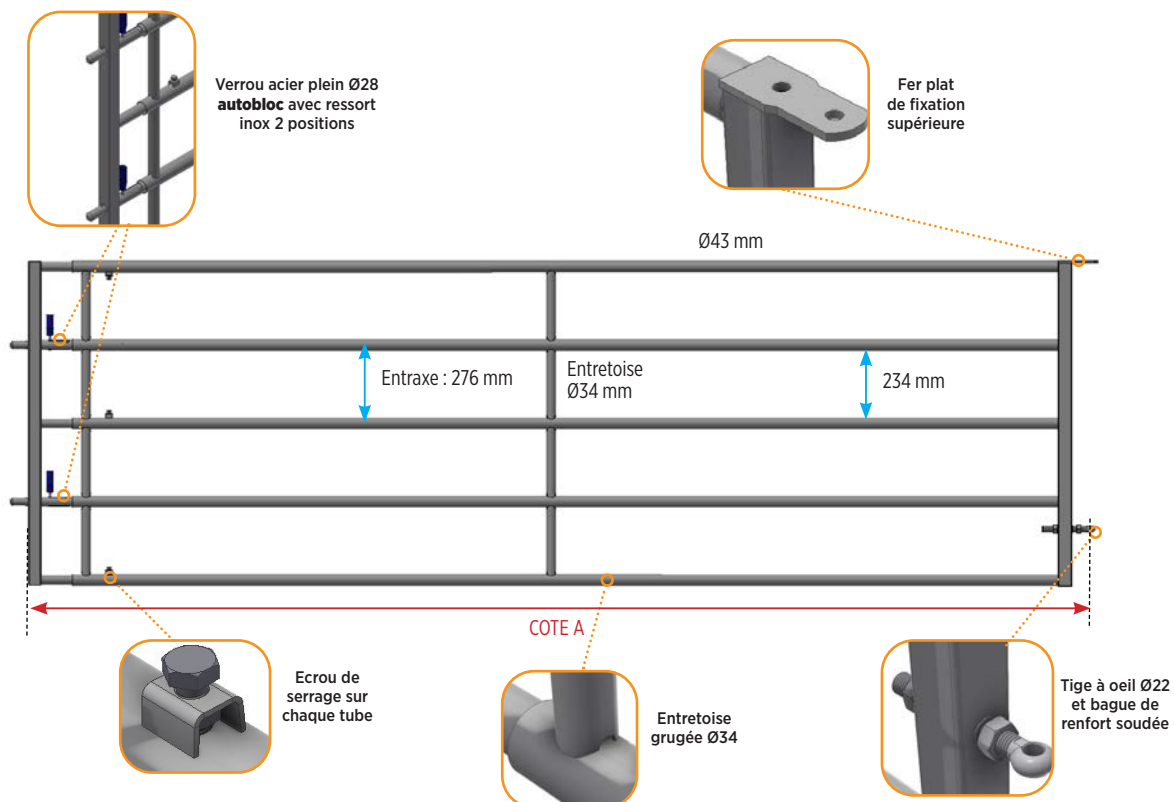 Verrou acier plein Ø28
autobloc avec ressort
inox 2 positions
Fer plat
de fixation
supérieure
Ø43 mm
Entraxe : 276 mm
Entretoise
Ø34 mm
234 mm
COTE A
Ecrou de
serrage sur
chaque tube
Entretoise
grugée Ø34
Tige à oeil Ø22
et bague de
renfort soudée